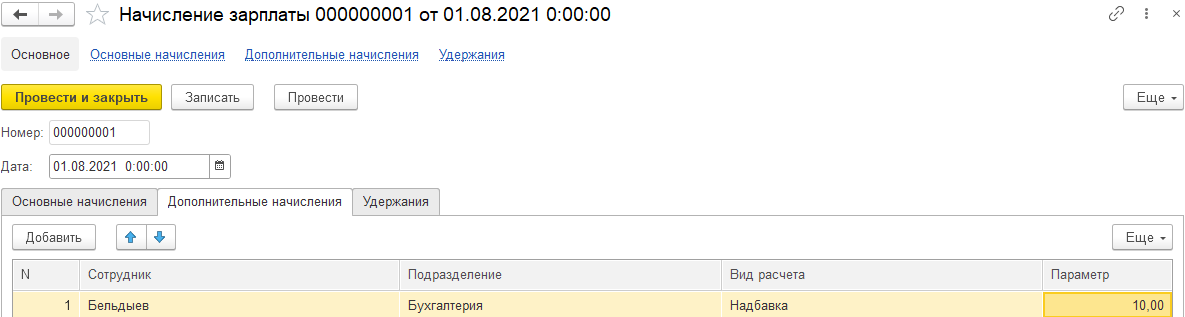 Начисление зарплаты 000000001 от 01.08.2021 0:00:00
Основное Основные начисления Дополнительные начисления Удержания
Провести и закрыть Записать Провести Еще
Номер: 000000001
Дата: 01.08.2021 0:00:00
Основные начисления Дополнительные начисления Удержания
Добавить Еще
N Сотрудник Подразделение Вид расчета Параметр
1 Бельдыев Бухгалтерия Надбавка 10,00